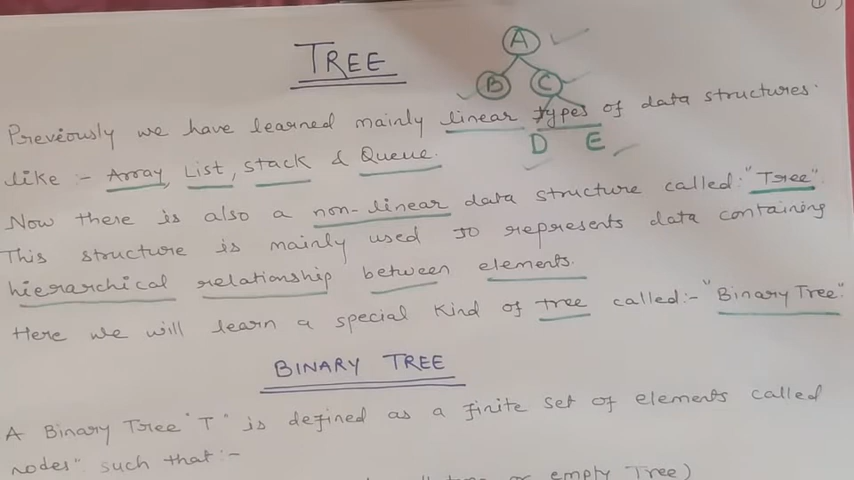 ①
TREE
A
B C
D E
Previously we have learned mainly linear types of data structures.
like :- Array, List, Stack & Queue.
Now there is also a non-linear data structure called:"Tree".
This structure is mainly used to represents data containing
hierarchical relationship between elements.
Here we will learn a special kind of tree called:- "Binary Tree".
BINARY TREE
A Binary Tree "T" is defined as a finite set of elements called
nodes" such that :-
or empty Tree)